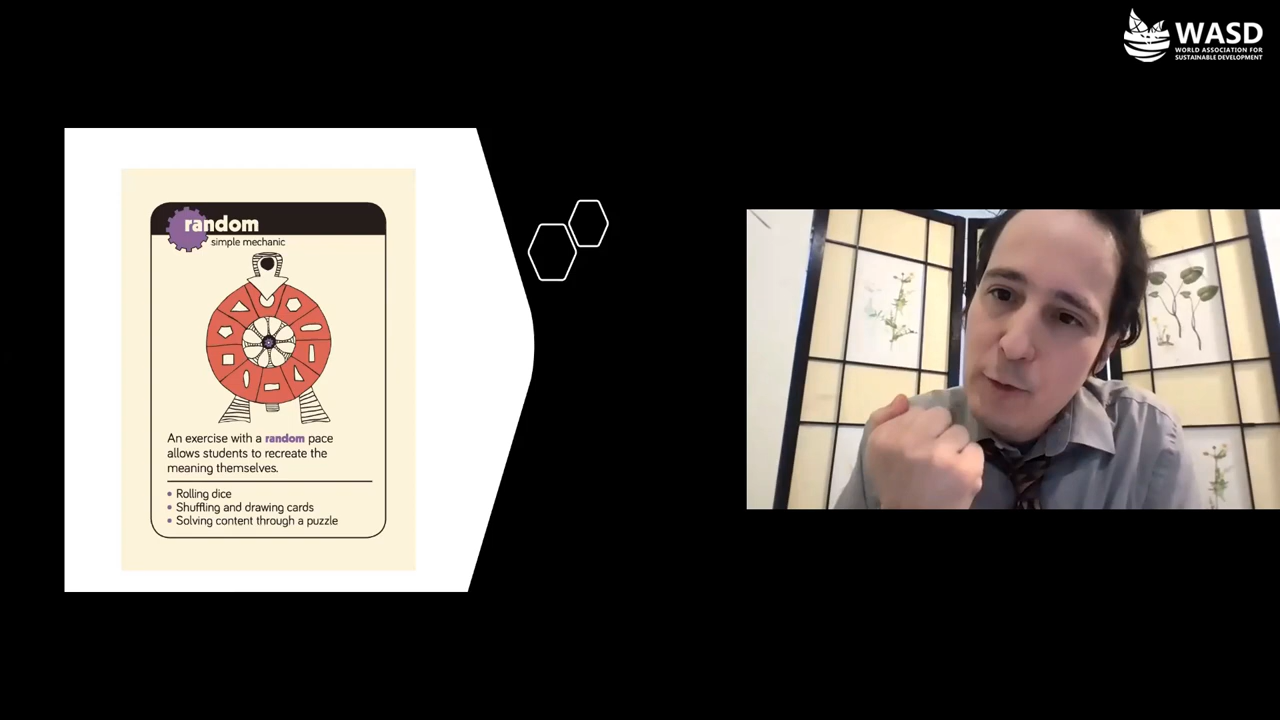 WASD
WORLD ASSOCIATION FOR
SUSTAINABLE DEVELOPMENT
random
simple mechanic
An exercise with a random pace
allows students to recreate the
meaning themselves.
• Rolling dice
• Shuffling and drawing cards
• Solving content through a puzzle